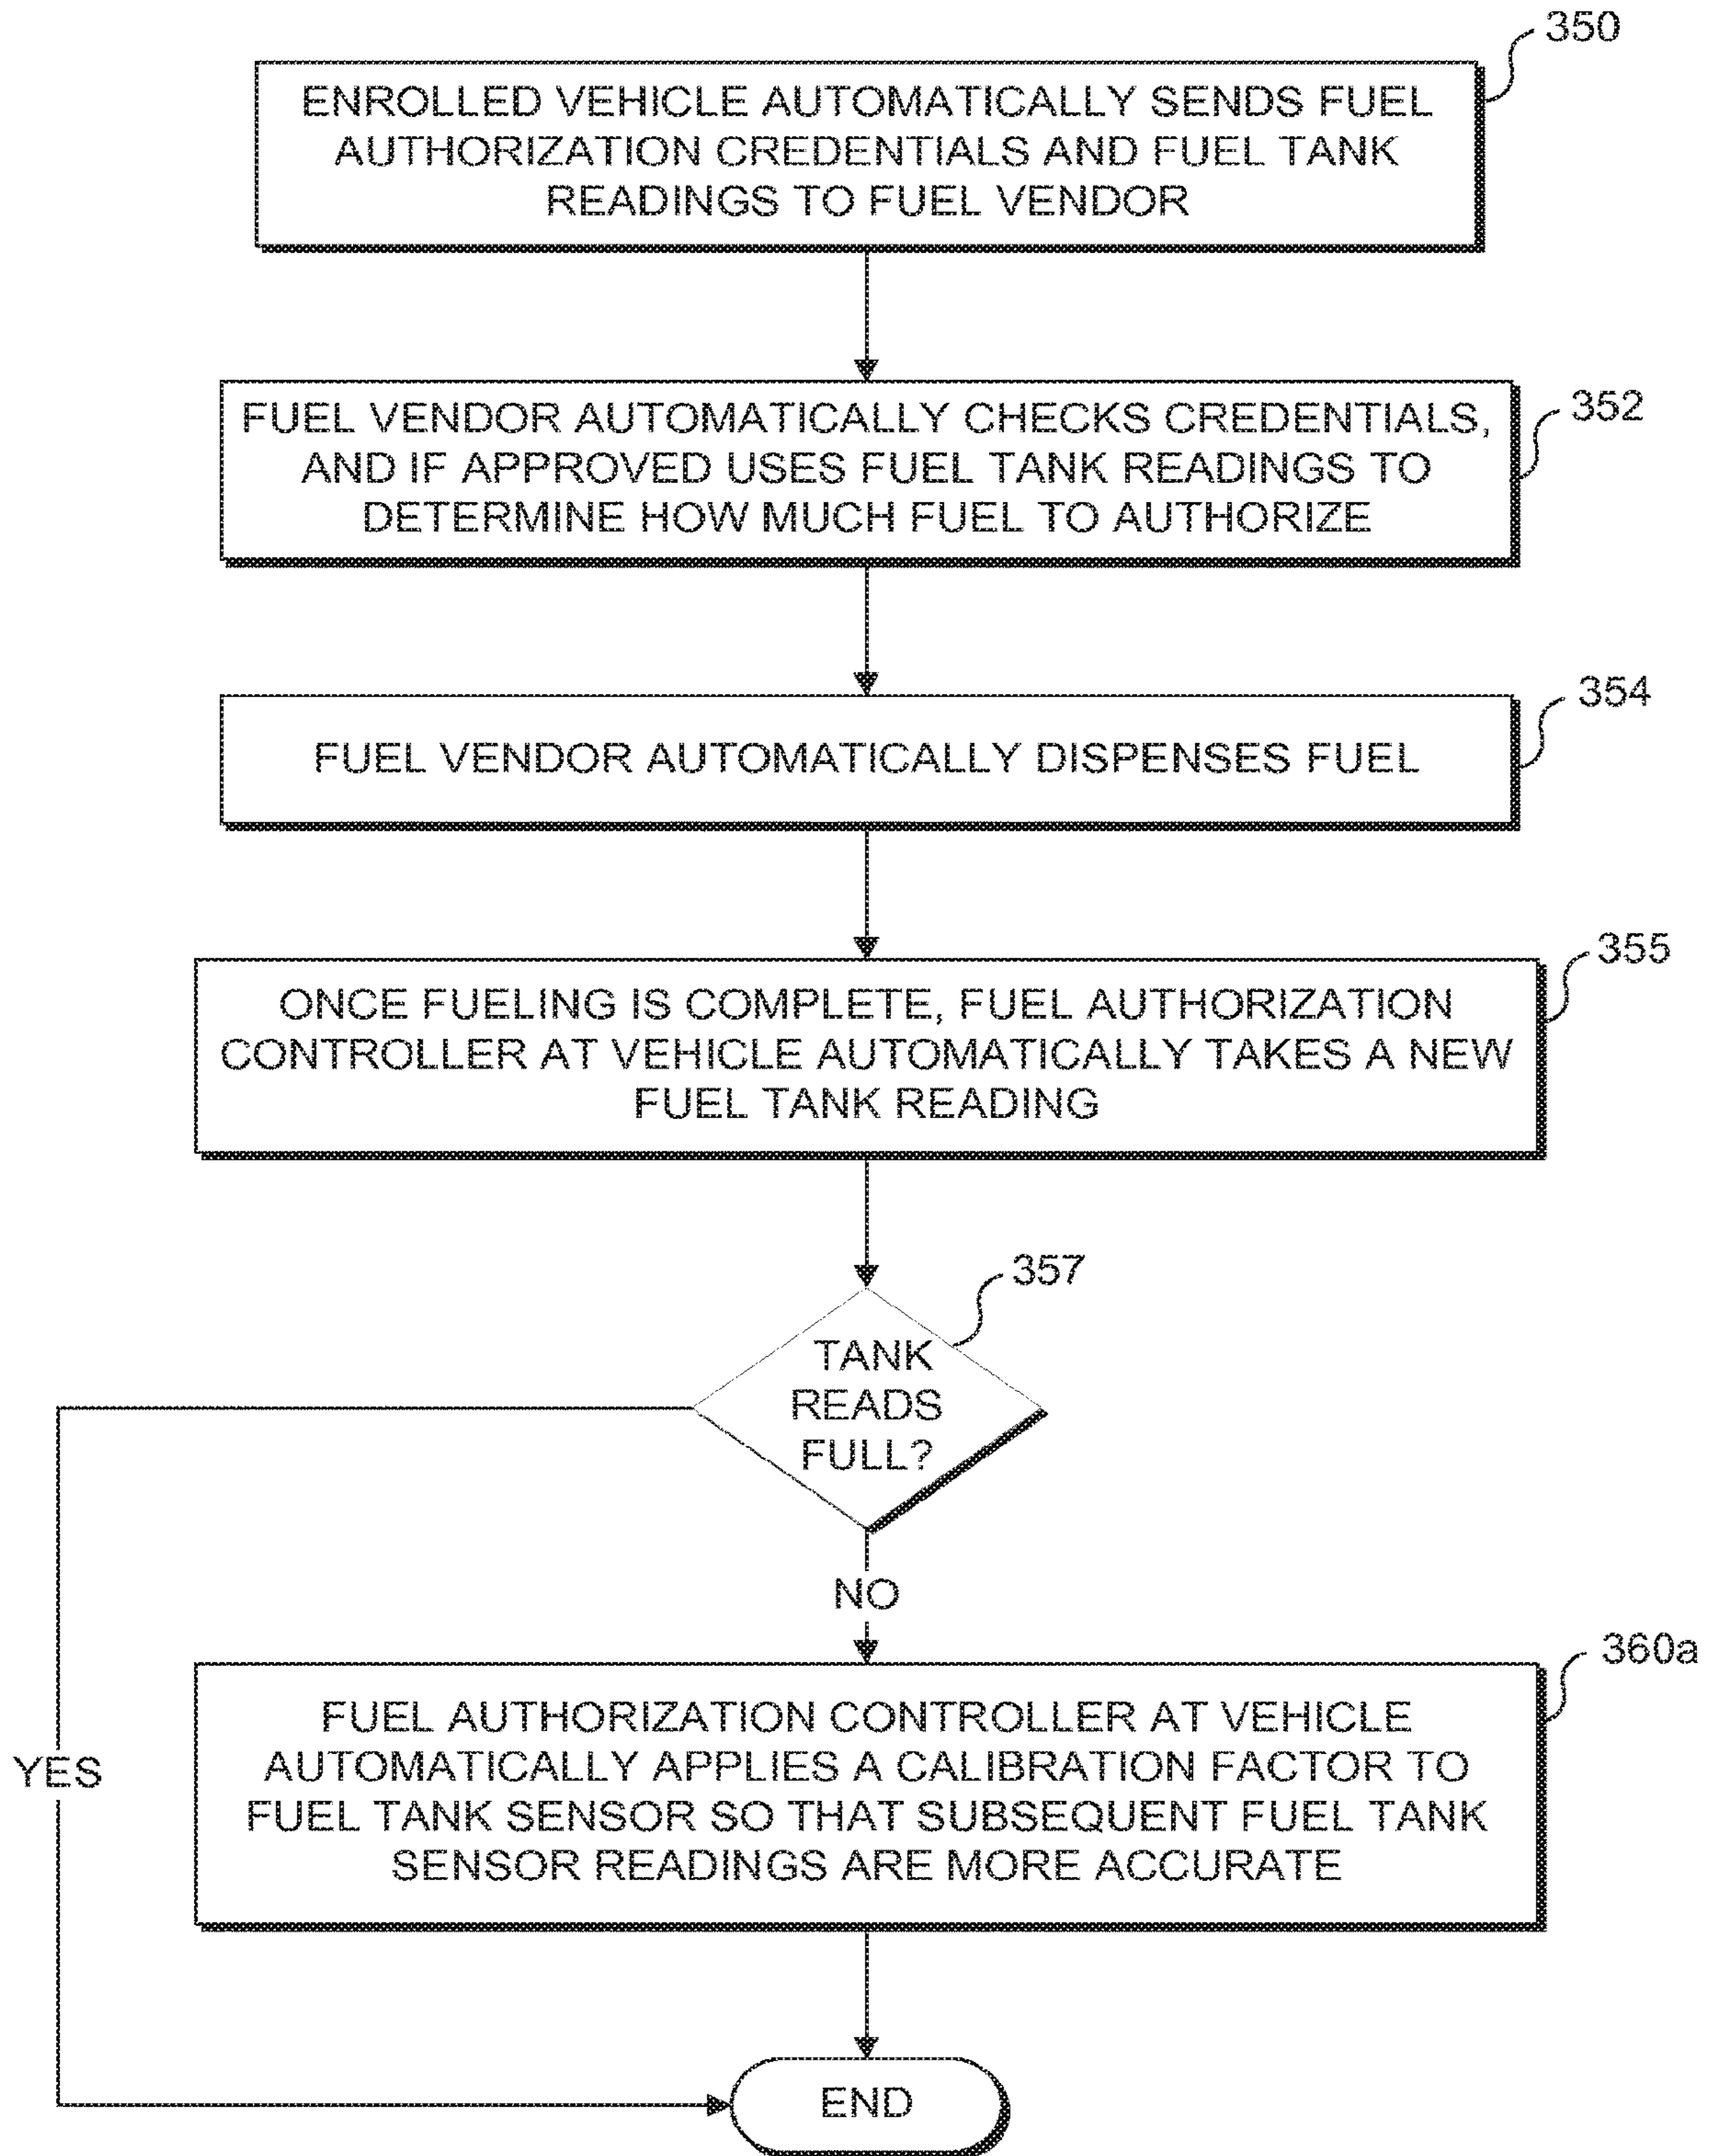 350
ENROLLED VEHICLE AUTOMATICALLY SENDS FUEL
AUTHORIZATION CREDENTIALS AND FUEL TANK
READINGS TO FUEL VENDOR
352
FUEL VENDOR AUTOMATICALLY CHECKS CREDENTIALS,
AND IF APPROVED USES FUEL TANK READINGS TO
DETERMINE HOW MUCH FUEL TO AUTHORIZE
354
FUEL VENDOR AUTOMATICALLY DISPENSES FUEL
355
ONCE FUELING IS COMPLETE, FUEL AUTHORIZATION
CONTROLLER AT VEHICLE AUTOMATICALLY TAKES A NEW
FUEL TANK READING
357
TANK
READS
FULL?
NO
360a
FUEL AUTHORIZATION CONTROLLER AT VEHICLE
AUTOMATICALLY APPLIES A CALIBRATION FACTOR TO
FUEL TANK SENSOR SO THAT SUBSEQUENT FUEL TANK
SENSOR READINGS ARE MORE ACCURATE
YES
END